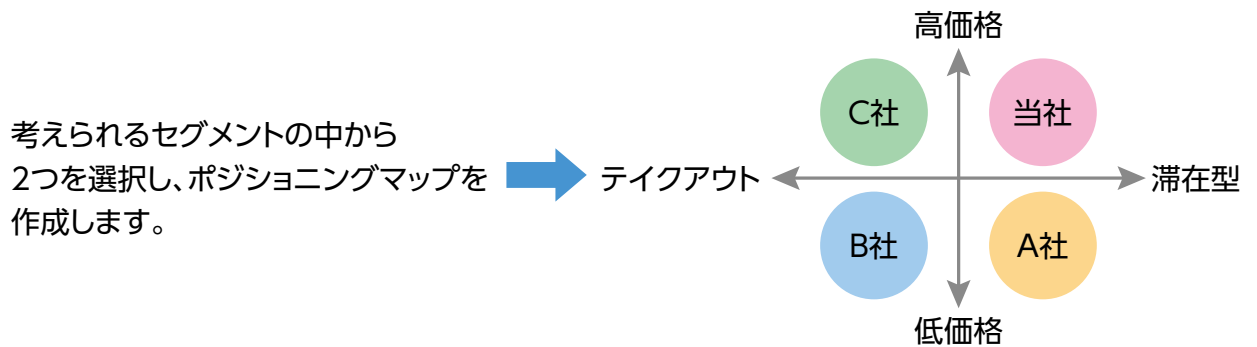 考えられるセグメントの中から
2つを選択し、ポジショニングマップを
作成します。
高価格
C社
当社
テイクアウト
滞在型
B社
A社
低価格